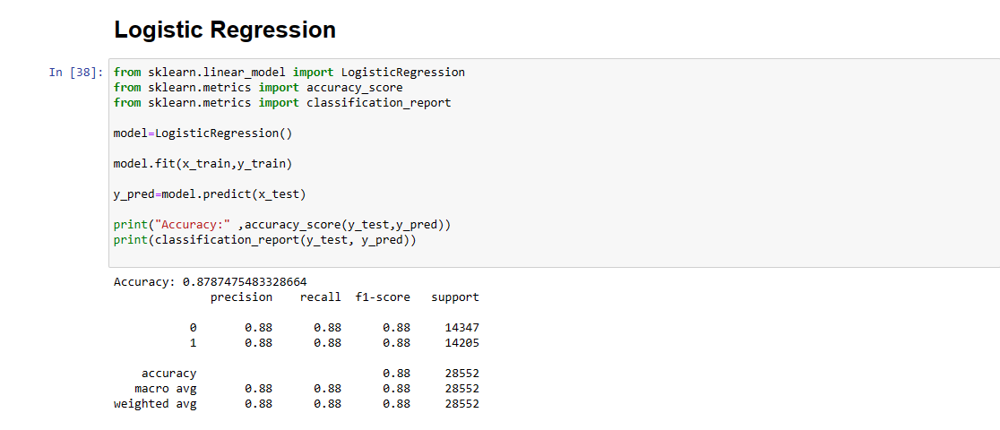 Logistic Regression
In [38]: from sklearn.linear_model import LogisticRegression
from sklearn.metrics import accuracy_score
from sklearn.metrics import classification_report
model=LogisticRegression()
model.fit(x_train,y_train)
y_pred=model.predict(x_test)
print("Accuracy:" ,accuracy_score(y_test,y_pred))
print(classification_report(y_test, y_pred))
Accuracy: 0.8787475483328664
precision recall f1-score support
0 0.88 0.88 0.88 14347
1 0.88 0.88 0.88 14205
accuracy 0.88 28552
macro avg 0.88 0.88 0.88 28552
weighted avg 0.88 0.88 0.88 28552